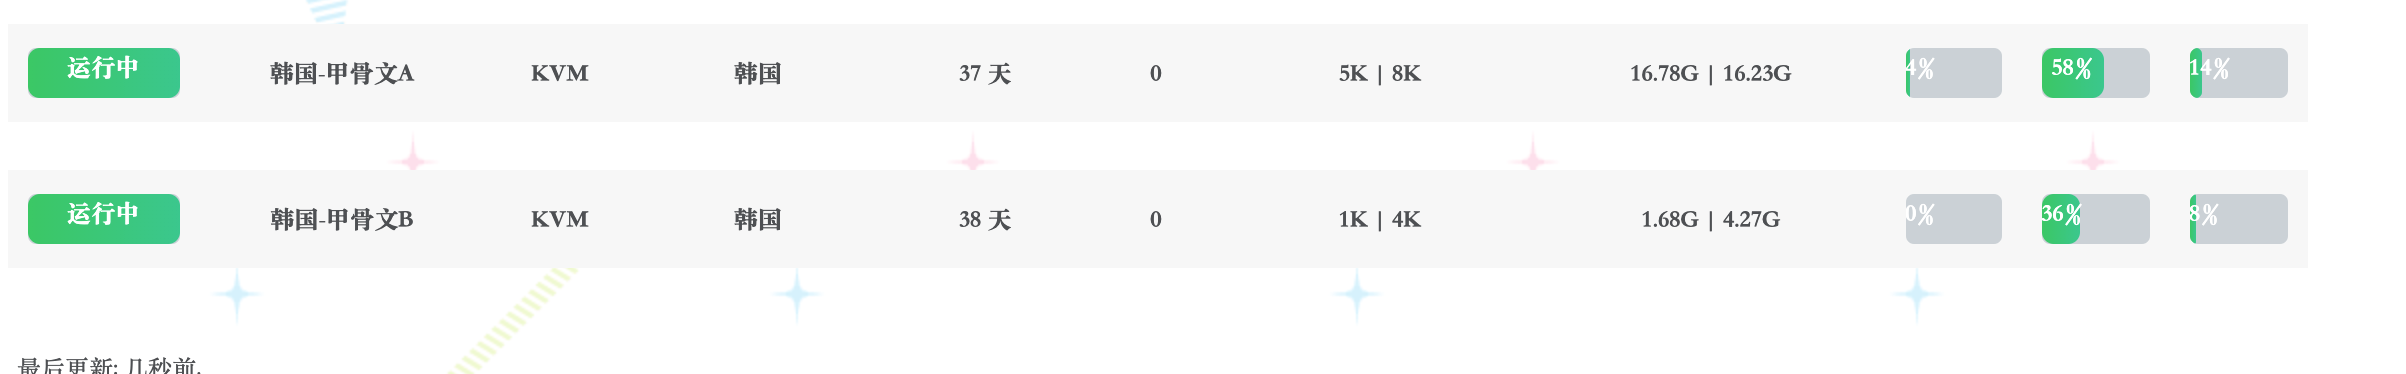 运行中 韩国-甲骨文A KVM 韩国 37 天 0 5K | 8K 16.78G | 16.23G 4% 58% 14%
运行中 韩国-甲骨文B KVM 韩国 38 天 0 1K | 4K 1.68G | 4.27G 0% 36% 8%
最后更新: 几秒前.